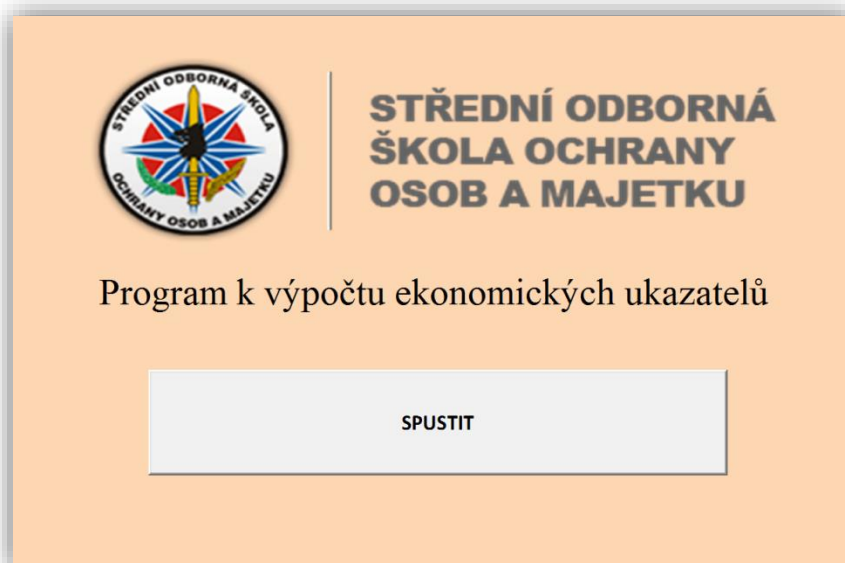 STŘEDNÍ ODBORNÁ ŠKOLA
OCHRANY OSOB A MAJETKU
STŘEDNÍ ODBORNÁ
ŠKOLA OCHRANY
OSOB A MAJETKU
Program k výpočtu ekonomických ukazatelů
SPUSTIT